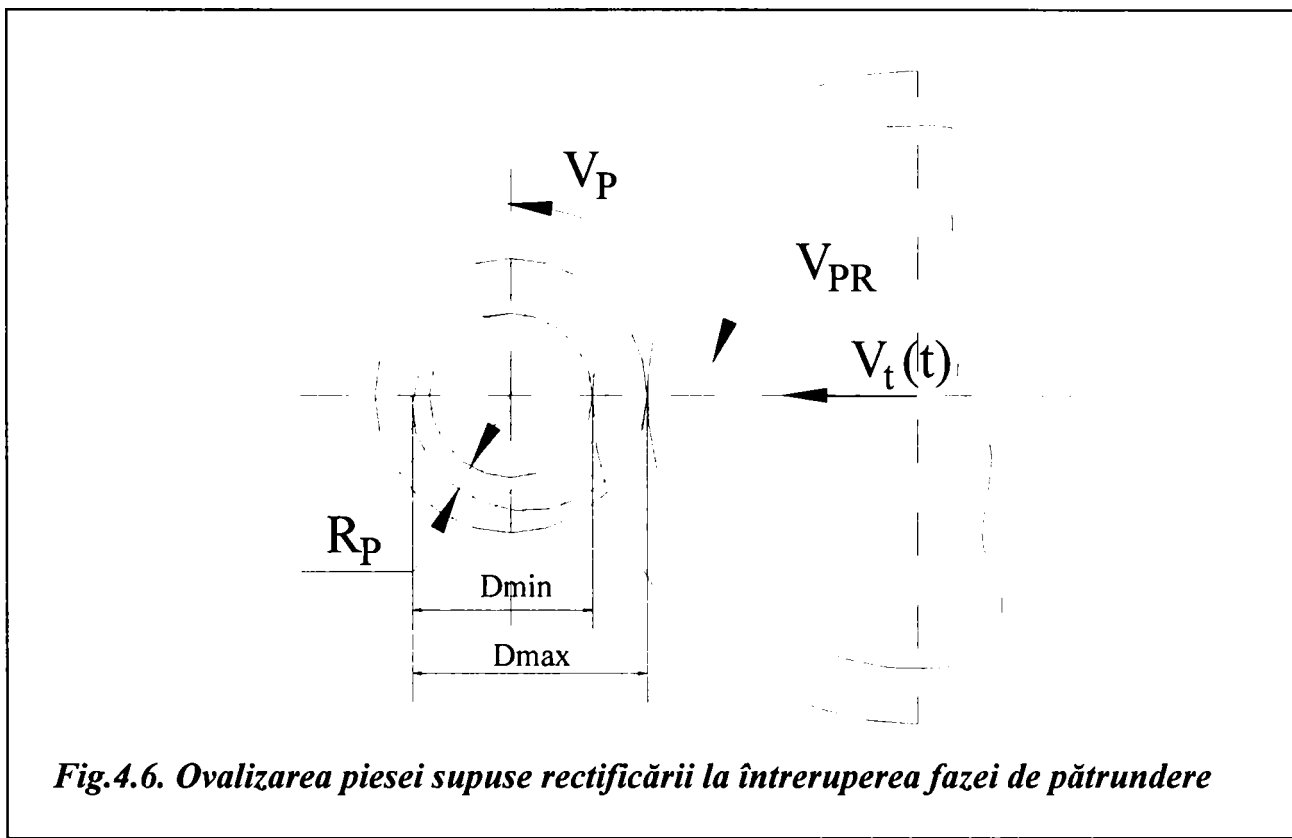 V_P
V_PR
V_t(t)
R_P
Dmin
Dmax
Fig.4.6. Ovalizarea piesei supuse rectificării la întreruperea fazei de pătrundere